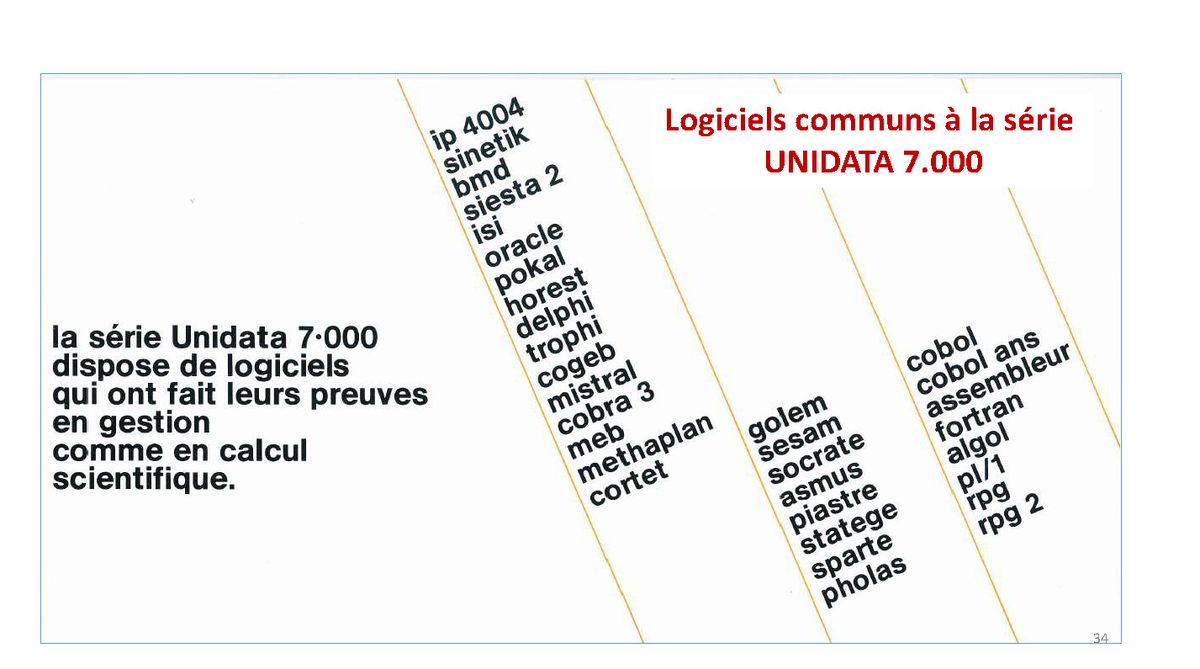 Logiciels communs à la série
UNIDATA 7.000
la série Unidata 7·000
dispose de logiciels
qui ont fait leurs preuves
en gestion
comme en calcul
scientifique.
ip 4004
sinetik
bmd
siesta 2
isi
oracle
pokal
horest
delphi
trophi
cogeb
mistral
cobra 3
meb
methaplan
cortet
golem
sesam
socrate
asmus
piastre
statege
sparte
pholas
cobol
cobol ans
assembleur
fortran
algol
pl/1
rpg
rpg 2
34